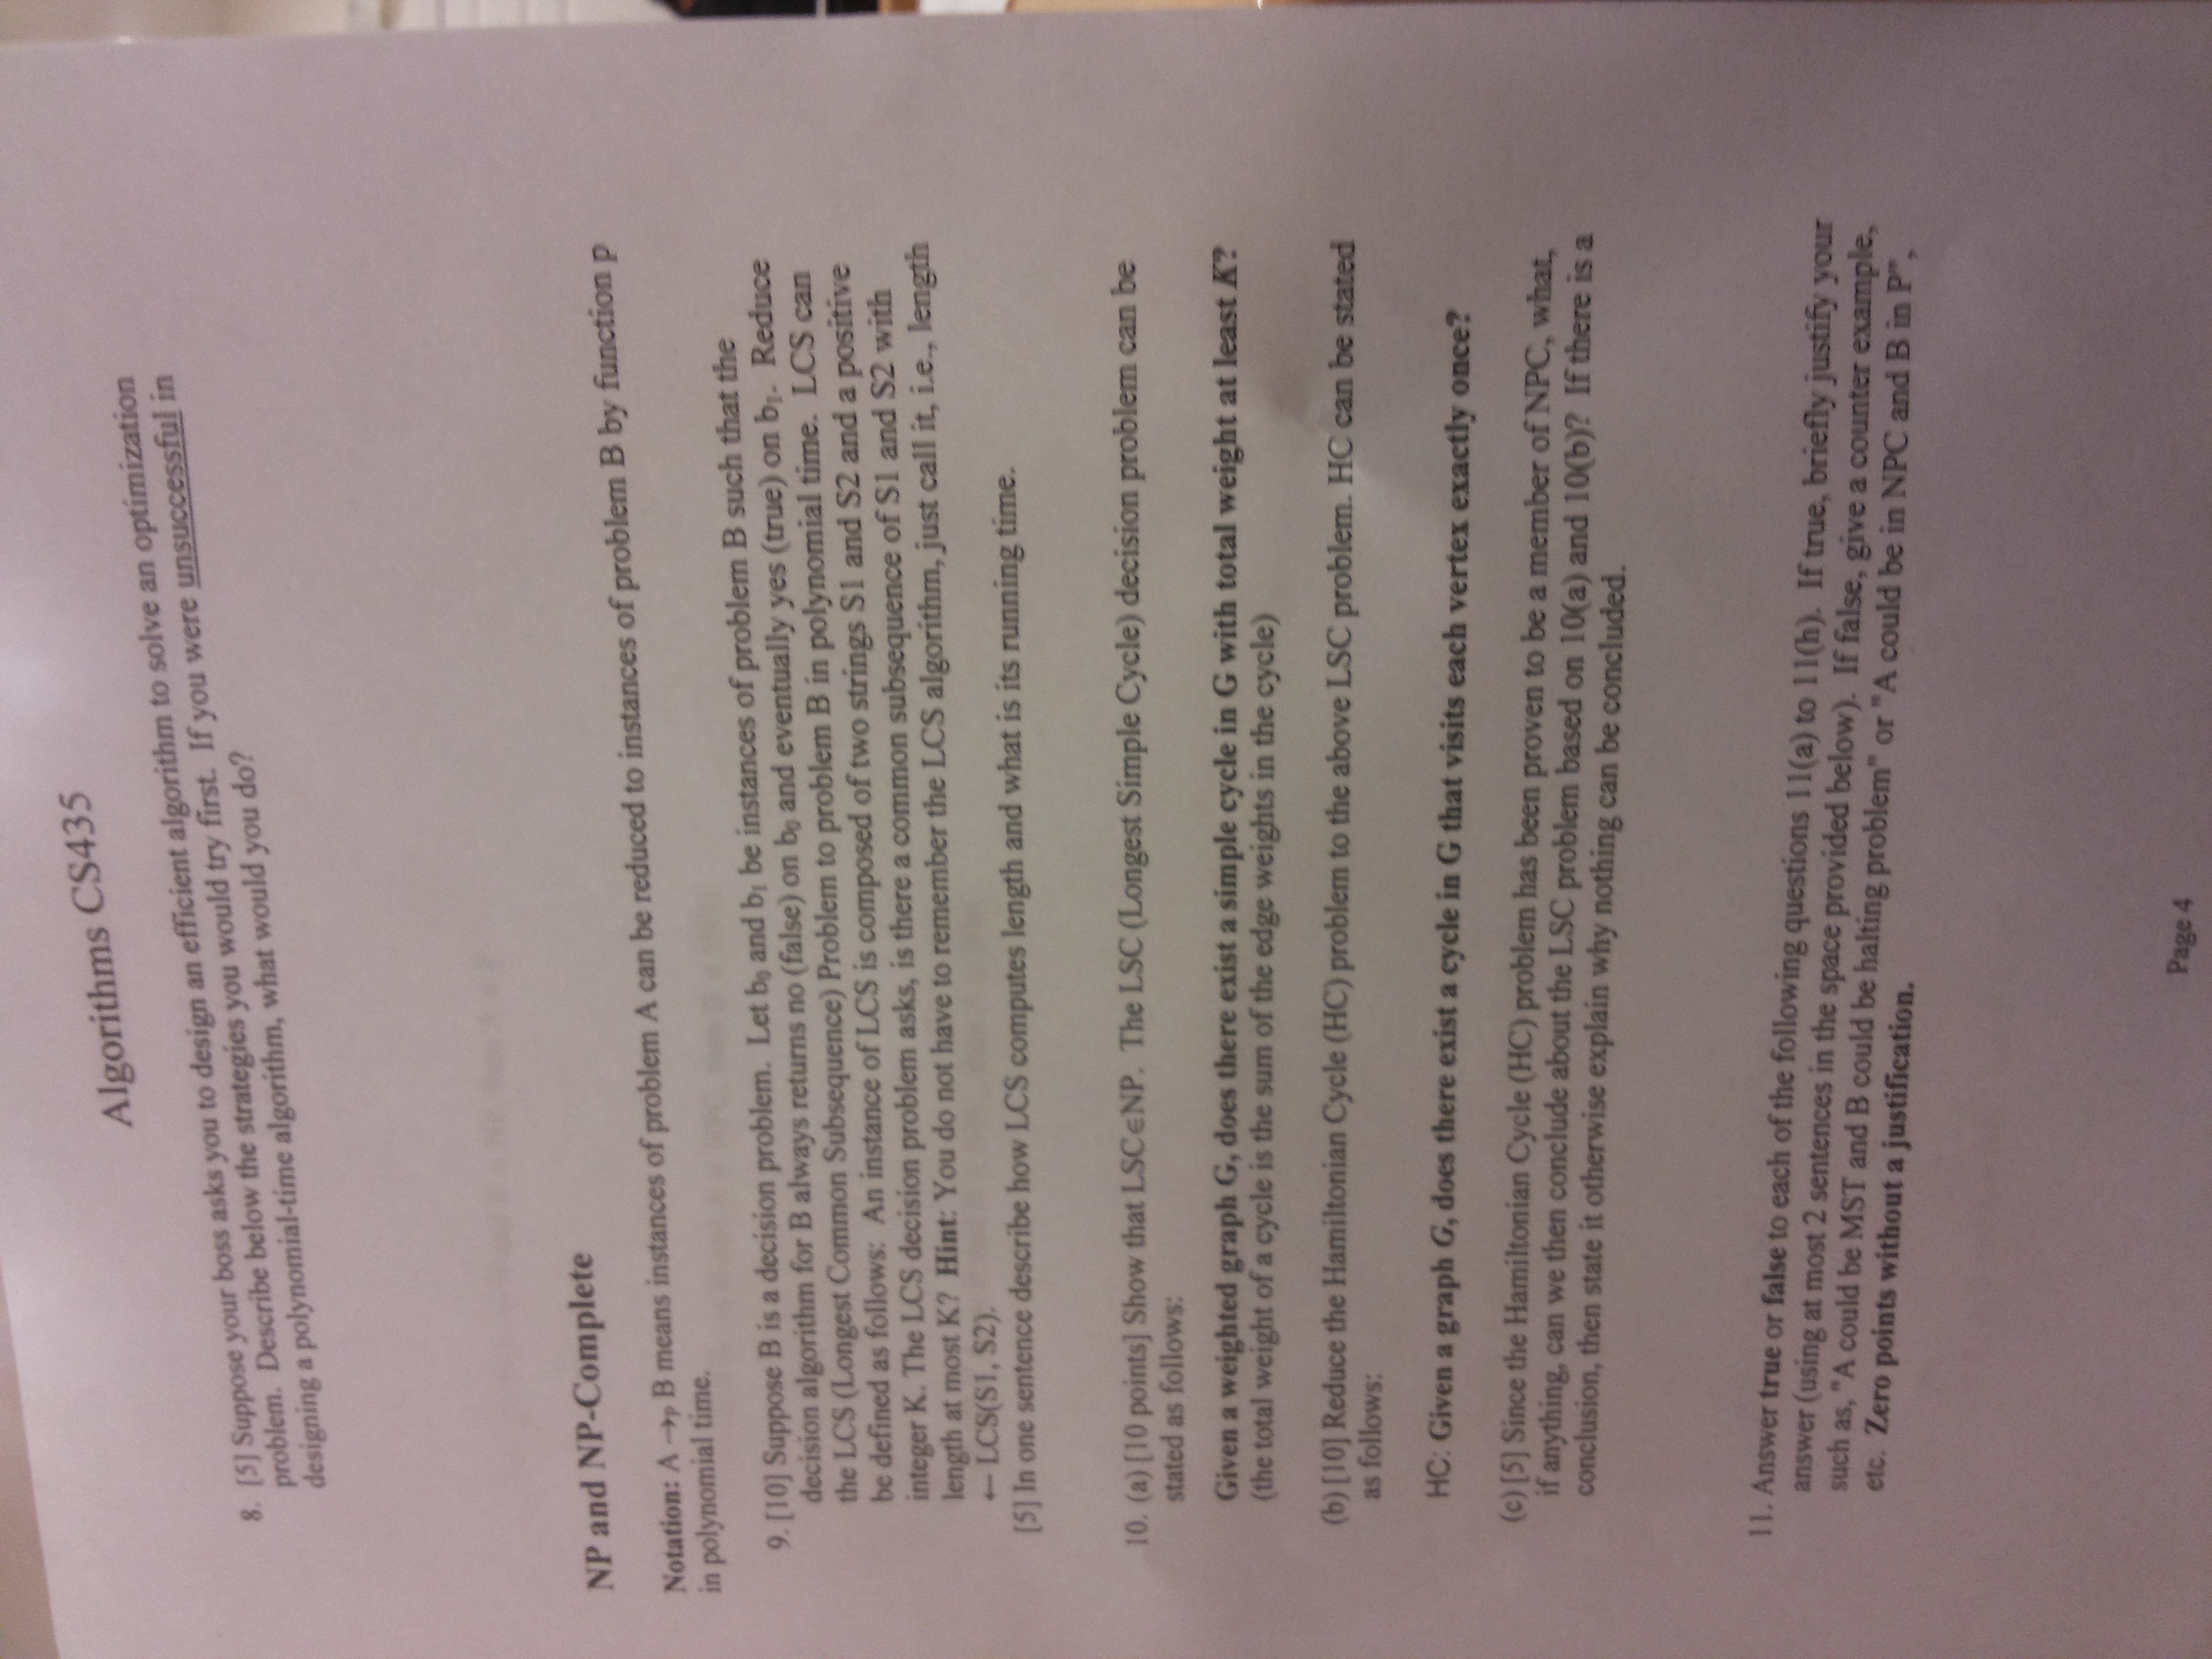 Algorithms CS435
8. [5] Suppose your boss asks you to design an efficient algorithm to solve an optimization
problem. Describe below the strategies you would try first. If you were unsuccessful in
designing a polynomial-time algorithm, what would you do?
NP and NP-Complete
Notation: A →p B means instances of problem A can be reduced to instances of problem B by function p
in polynomial time.
9. [10] Suppose B is a decision problem. Let b₀ and b₁ be instances of problem B such that the
decision algorithm for B always returns no (false) on b₀ and eventually yes (true) on b₁. Reduce
the LCS (Longest Common Subsequence) Problem to problem B in polynomial time. LCS can
be defined as follows: An instance of LCS is composed of two strings S1 and S2 and a positive
integer K. The LCS decision problem asks, is there a common subsequence of S1 and S2 with
length at most K? Hint: You do not have to remember the LCS algorithm, just call it, i.e., length
← LCS(S1, S2).
[5] In one sentence describe how LCS computes length and what is its running time.
10. (a) [10 points] Show that LSC∈NP. The LSC (Longest Simple Cycle) decision problem can be
stated as follows:
Given a weighted graph G, does there exist a simple cycle in G with total weight at least K?
(the total weight of a cycle is the sum of the edge weights in the cycle)
(b) [10] Reduce the Hamiltonian Cycle (HC) problem to the above LSC problem. HC can be stated
as follows:
HC: Given a graph G, does there exist a cycle in G that visits each vertex exactly once?
(c) [5] Since the Hamiltonian Cycle (HC) problem has been proven to be a member of NPC, what,
if anything, can we then conclude about the LSC problem based on 10(a) and 10(b)? If there is a
conclusion, then state it otherwise explain why nothing can be concluded.
11. Answer true or false to each of the following questions 11(a) to 11(h). If true, briefly justify your
answer (using at most 2 sentences in the space provided below). If false, give a counter example,
such as, "A could be MST and B could be halting problem" or "A could be in NPC and B in P",
etc. Zero points without a justification.
Page 4